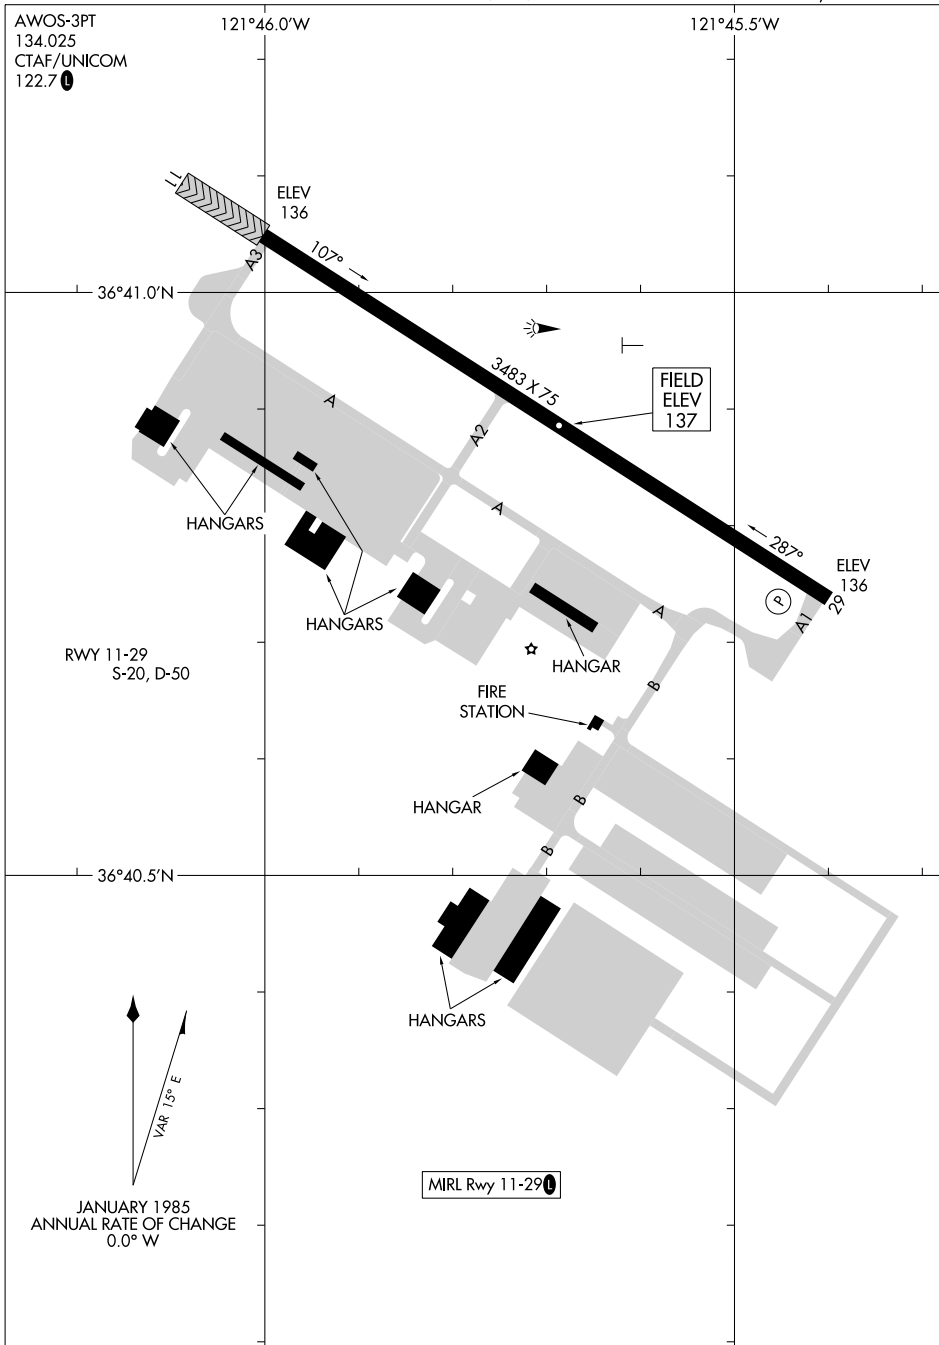 121°46.0'W
121°45.5'W
AWOS-3PT
134.025
CTAF/UNICOM
122.7 L
11
ELEV
136
A3
107°
36°41.0'N
3483 X 75
FIELD
ELEV
137
A
A2
HANGARS
A
287°
ELEV
136
P
29
A1
A
HANGARS
HANGAR
RWY 11-29
S-20, D-50
B
FIRE
STATION
HANGAR
B
B
36°40.5'N
HANGARS
VAR 15° E
MIRL Rwy 11-29 L
JANUARY 1985
ANNUAL RATE OF CHANGE
0.0° W